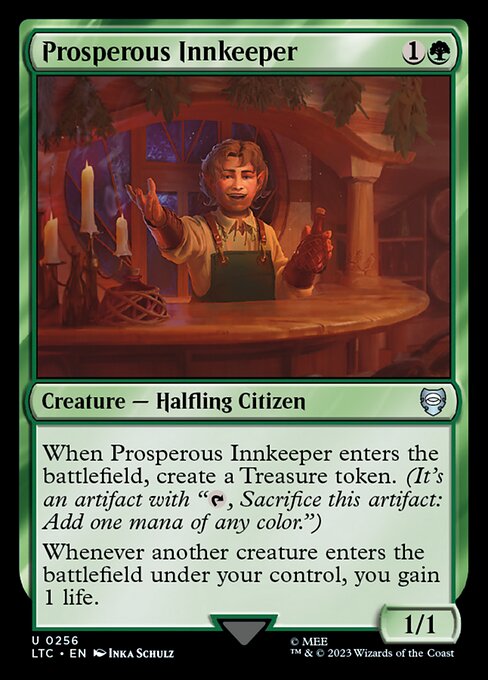 Prosperous Innkeeper 1
Creature — Halfling Citizen
When Prosperous Innkeeper enters the
battlefield, create a Treasure token. (It's
an artifact with “, Sacrifice this artifact:
Add one mana of any color.”)
Whenever another creature enters the
battlefield under your control, you gain
1 life.
1/1
U 0256
LTC • EN Inka Schulz
© MEE
™ & © 2023 Wizards of the Coast